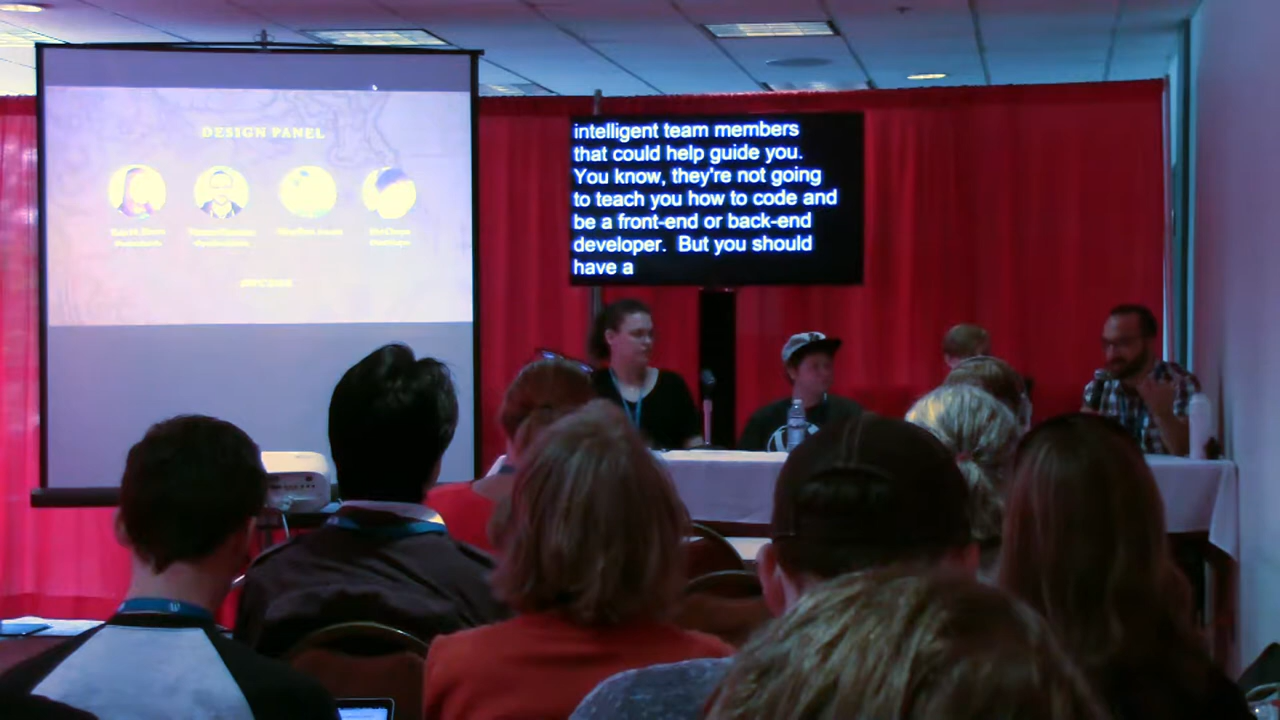 DESIGN PANEL
intelligent team members
that could help guide you.
You know, they're not going
to teach you how to code and
be a front-end or back-end
developer.  But you should
have a